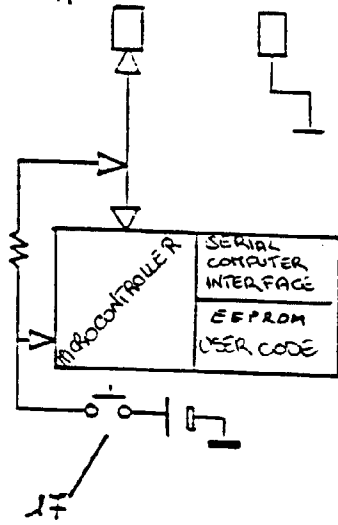 MICROCONTROLLER
SERIAL
COMPUTER
INTERFACE
EEPROM
USER CODE